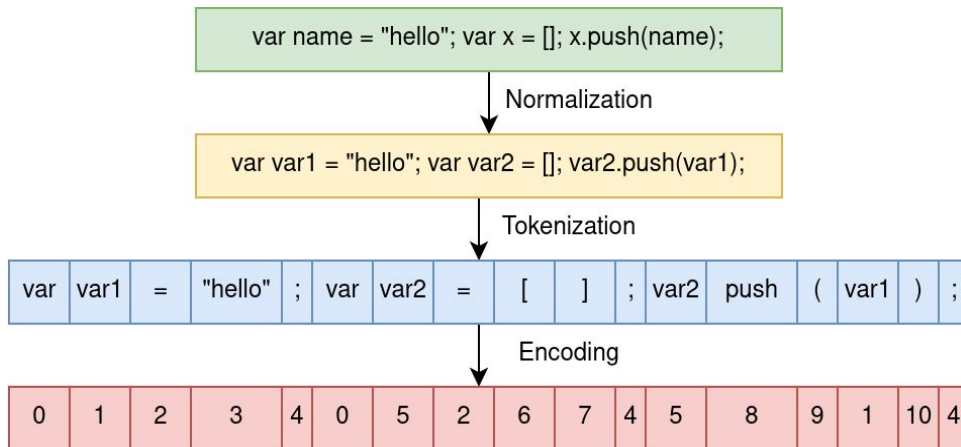 var name = "hello"; var x = []; x.push(name);
Normalization
var var1 = "hello"; var var2 = []; var2.push(var1);
Tokenization
var var1 = "hello" ; var var2 = [ ] ; var2 push ( var1 ) ;
Encoding
0 1 2 3 4 0 5 2 6 7 4 5 8 9 1 10 4